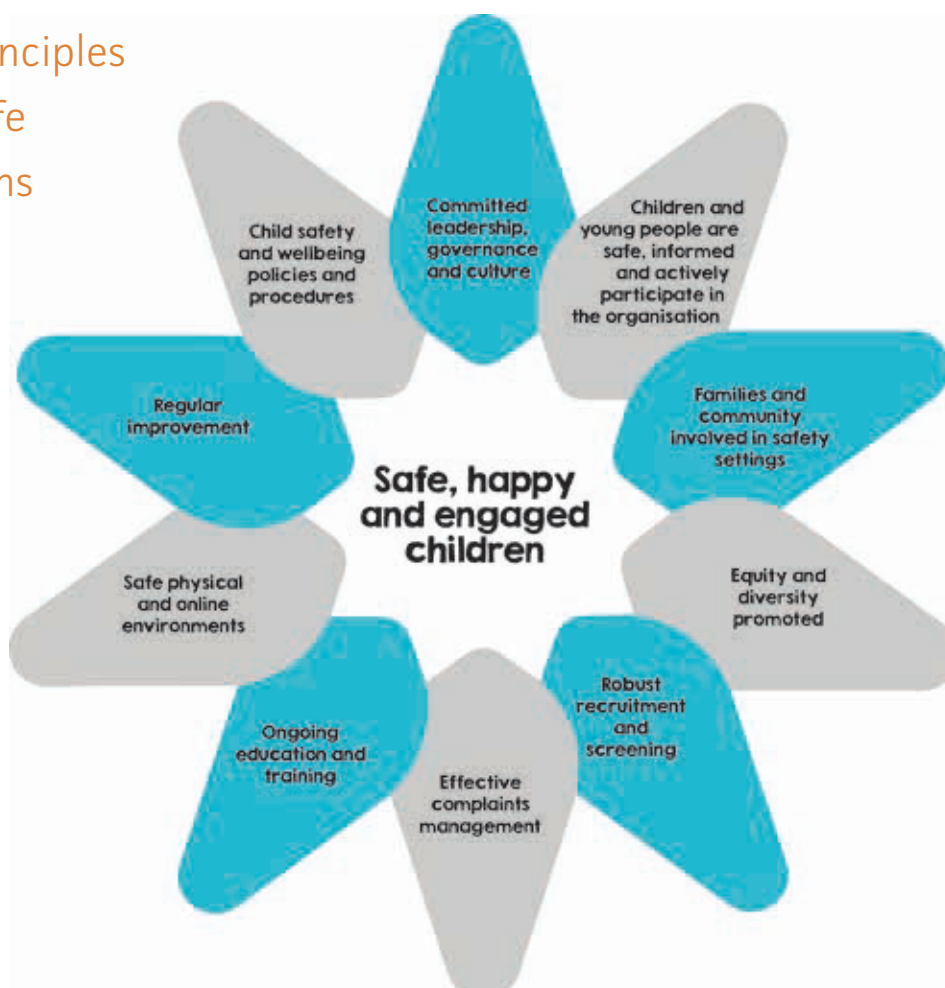 nciples
fe
ns
Committed
leadership,
governance
and culture
Children and
young people are
safe, informed
and actively
participate in
the organisation
Families and
community
involved in safety
settings
Equity and
diversity
promoted
Robust
recruitment
and
screening
Effective
complaints
management
Ongoing
education and
training
Safe physical
and online
environments
Regular
improvement
Child safety
and wellbeing
policies and
procedures
Safe, happy
and engaged
children